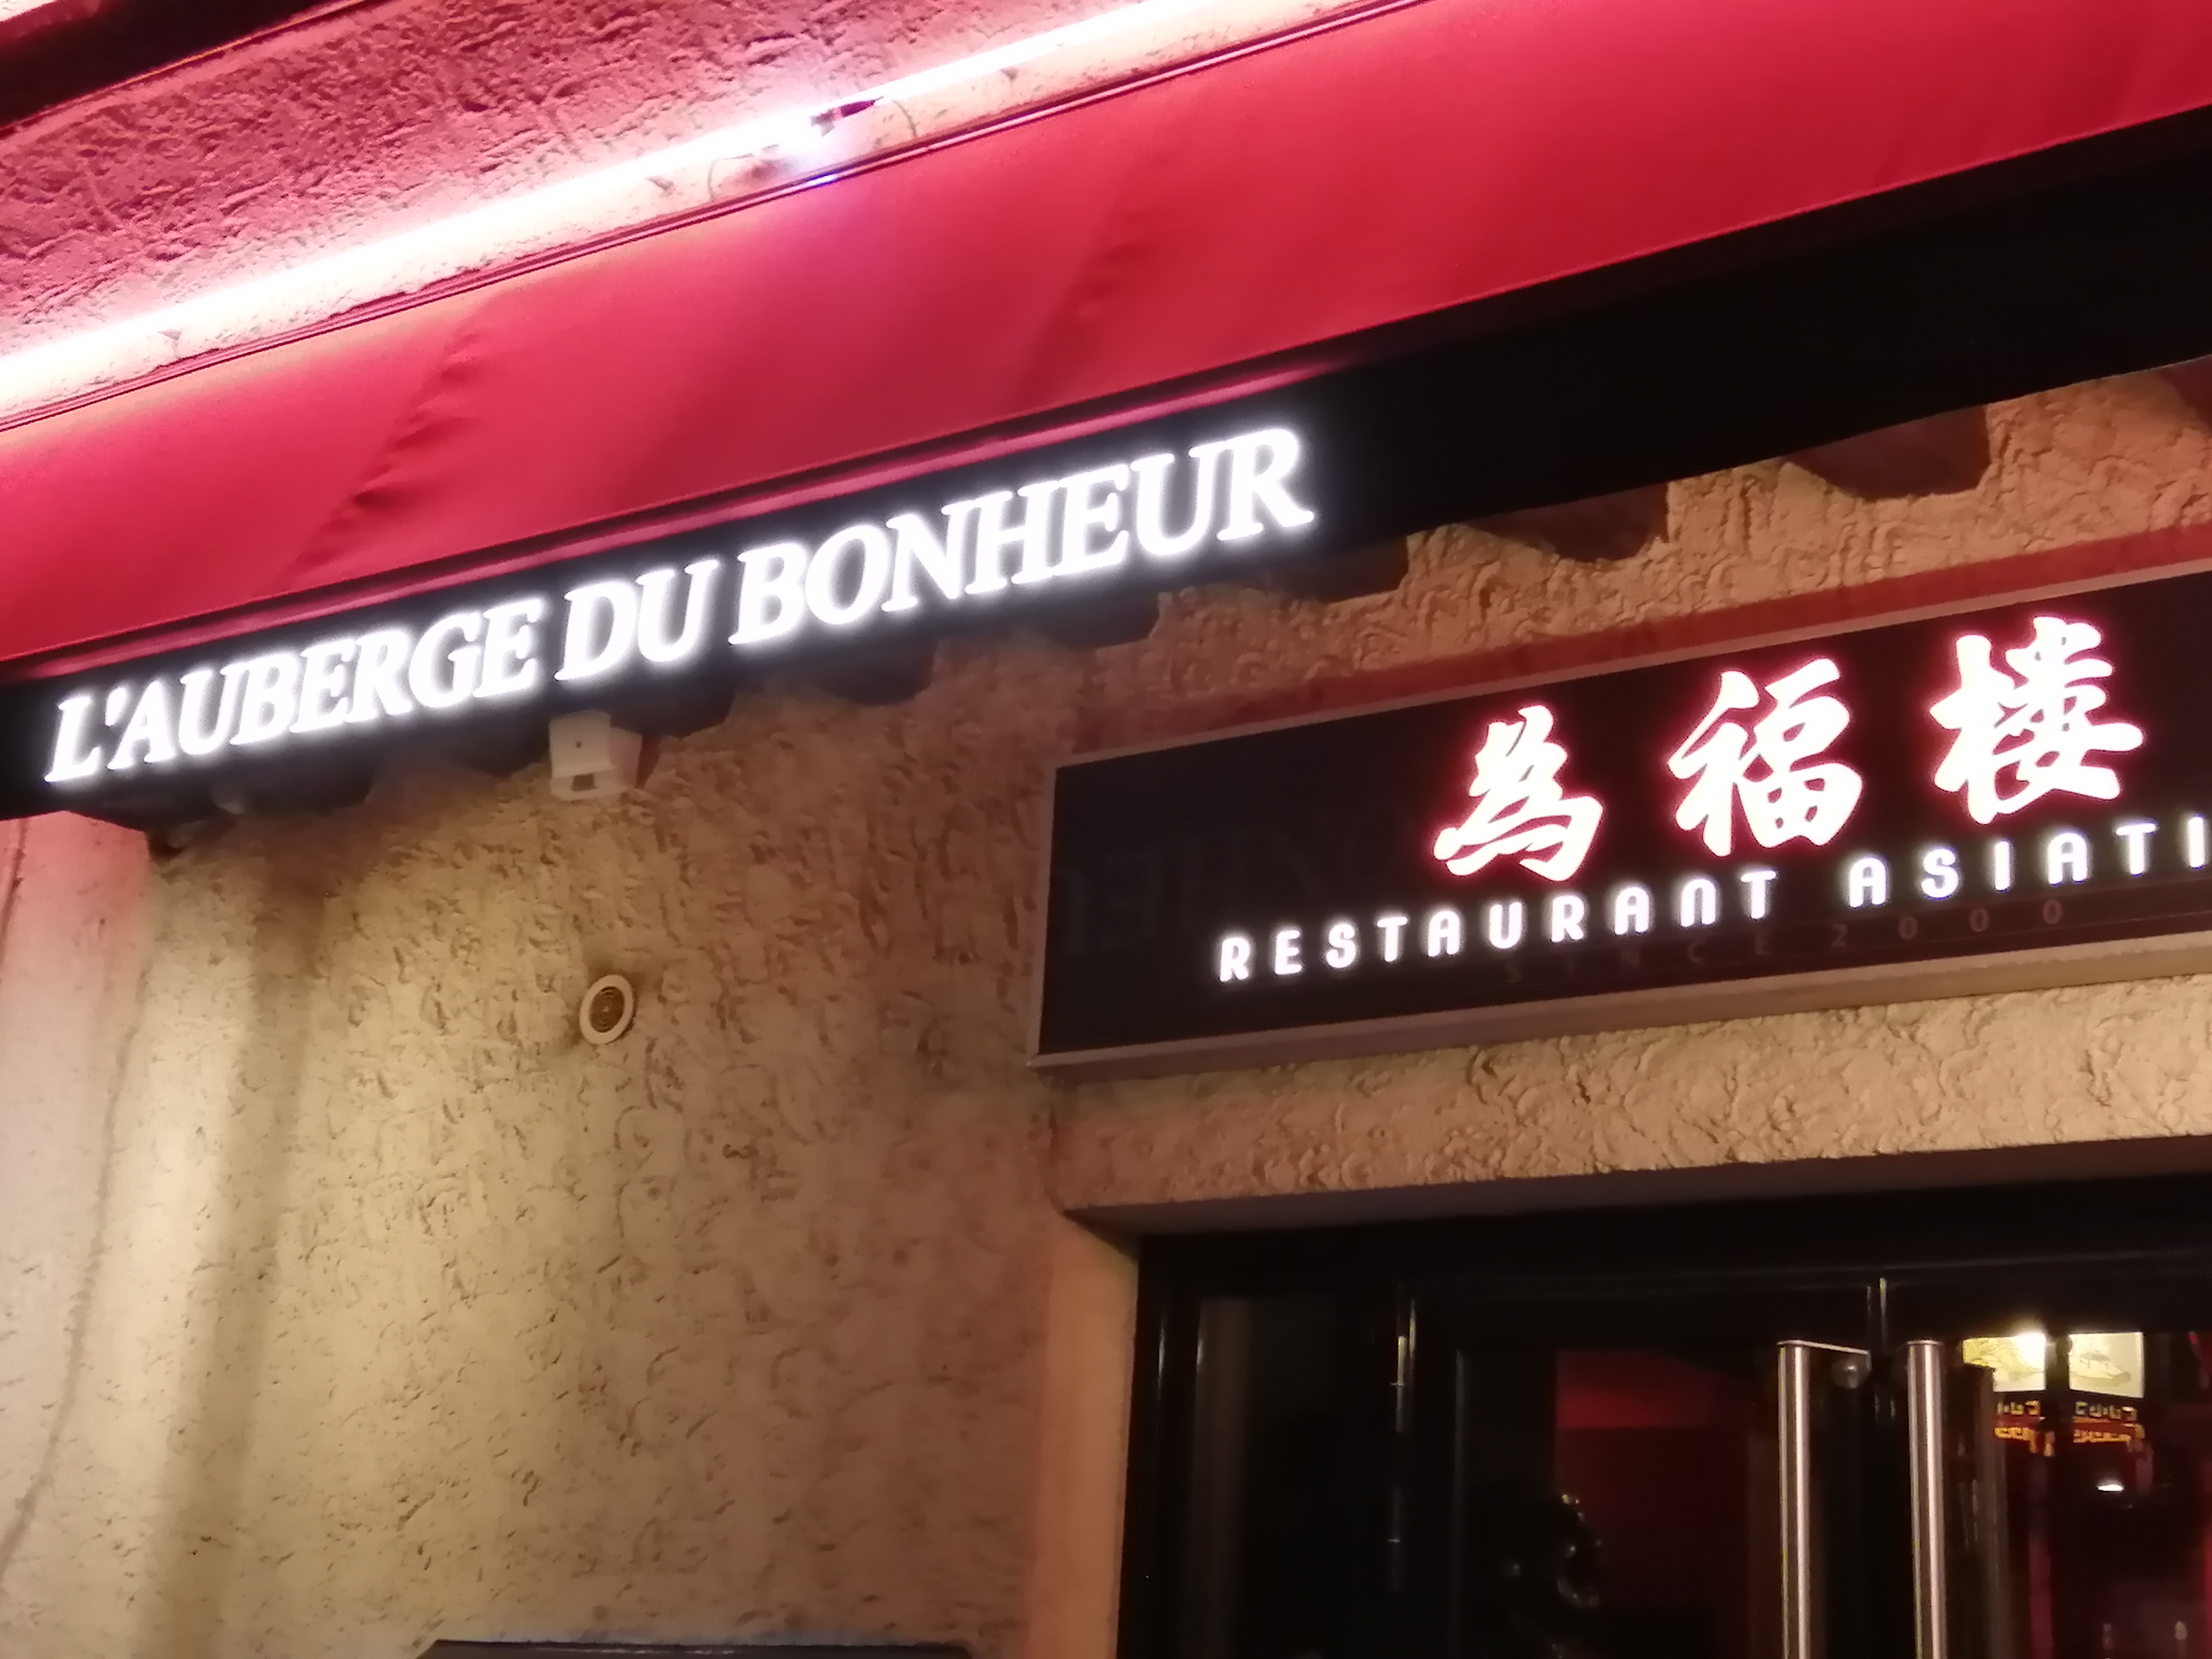 L'AUBERGE DU BONHEUR
為福楼
RESTAURANT ASIATI
SINCE 2000